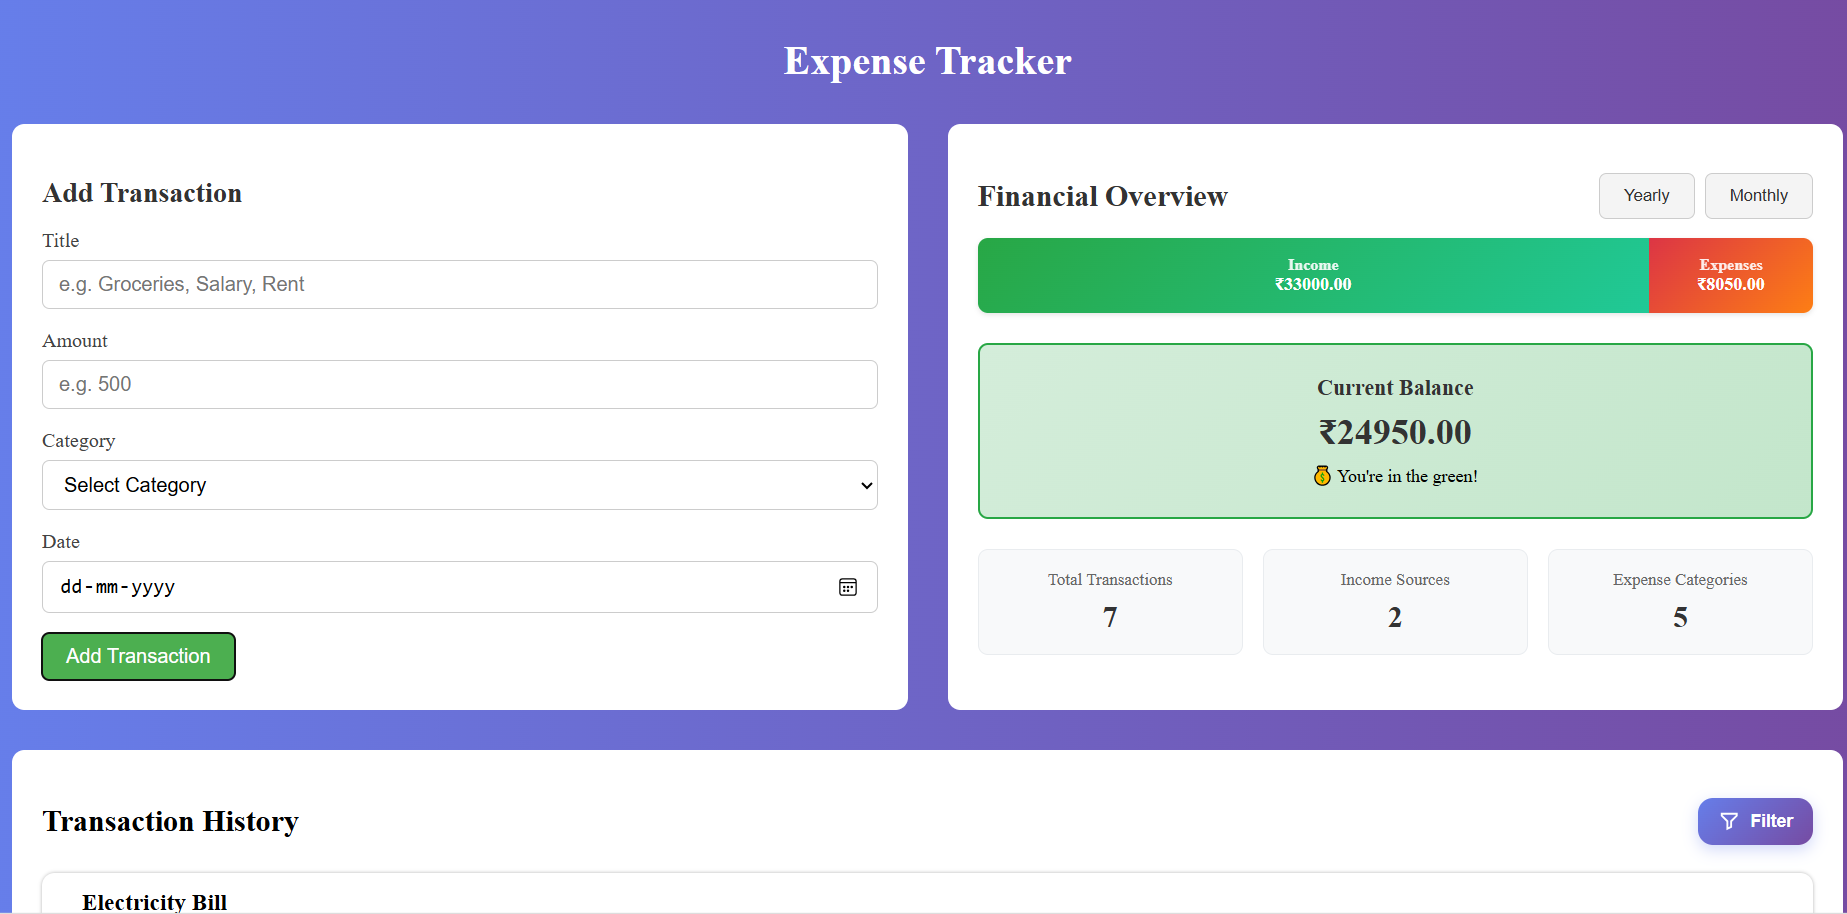 Expense Tracker
Add Transaction
Title
e.g. Groceries, Salary, Rent
Amount
e.g. 500
Category
Select Category
Date
dd-mm-yyyy
Add Transaction
Financial Overview
Yearly
Monthly
Income
₹33000.00
Expenses
₹8050.00
Current Balance
₹24950.00
💰 You're in the green!
Total Transactions
7
Income Sources
2
Expense Categories
5
Transaction History
Filter
Electricity Bill